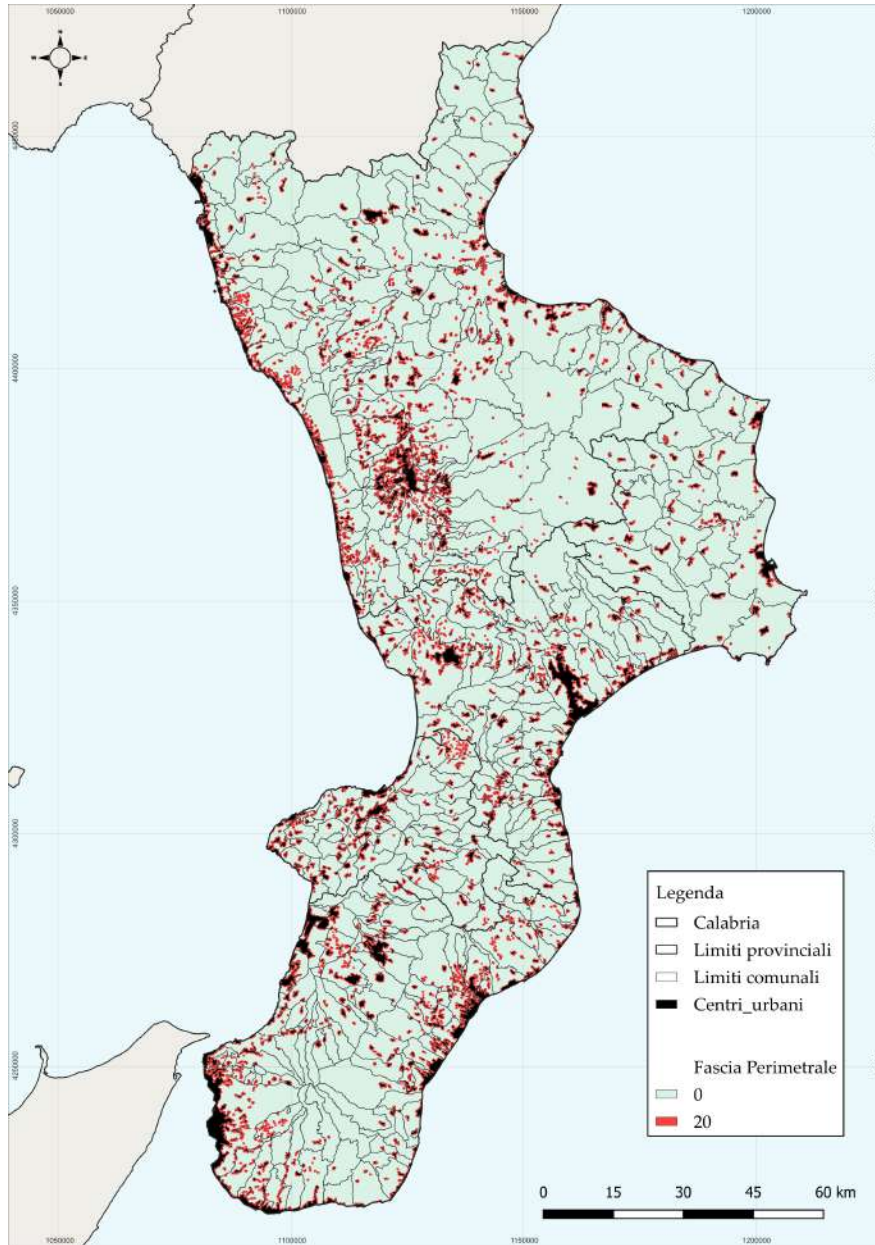 1050000 1100000 1150000 1200000
N
W E
S
4450000
4400000
4350000
4300000
4250000
Legenda
Calabria
Limiti provinciali
Limiti comunali
Centri_urbani
Fascia Perimetrale
0
20
0 15 30 45 60 km
1050000 1100000 1150000 1200000